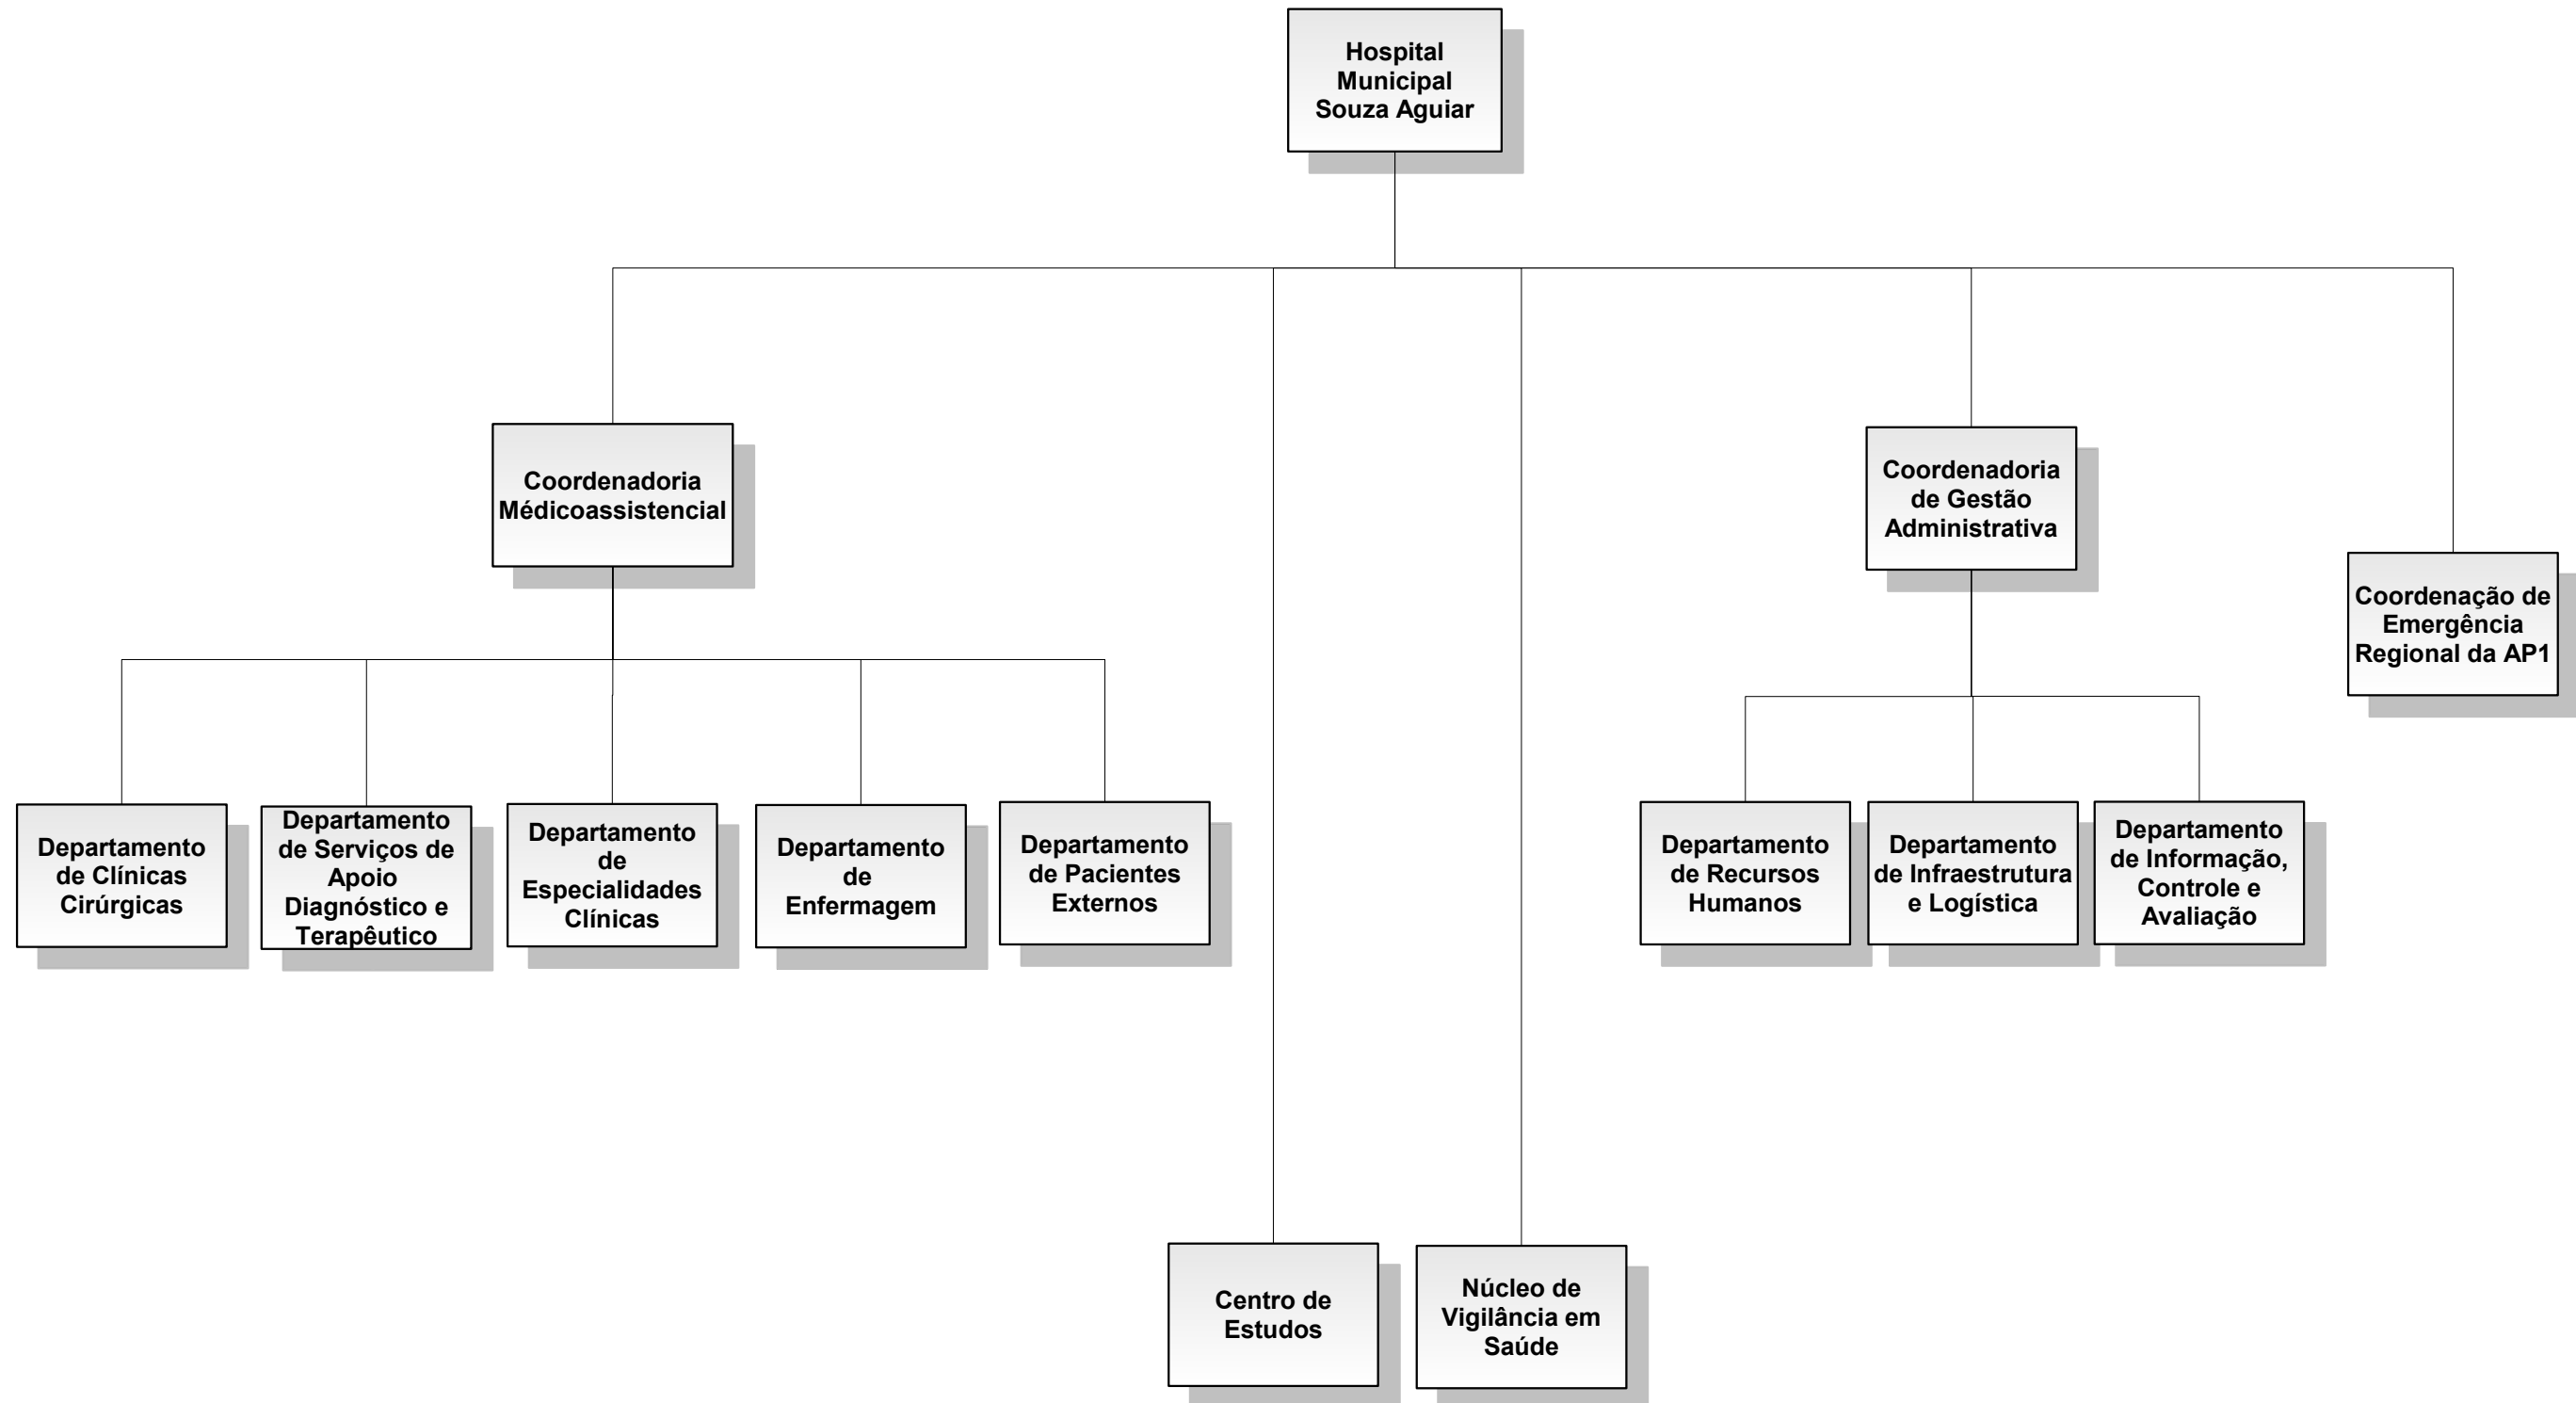 Hospital
Municipal
Souza Aguiar
Coordenadoria
Médicoassistencial
Coordenadoria
de Gestão
Administrativa
Coordenação de
Emergência
Regional da AP1
Departamento
de Clínicas
Cirúrgicas
Departamento
de Serviços de
Apoio
Diagnóstico e
Terapêutico
Departamento
de
Especialidades
Clínicas
Departamento
de
Enfermagem
Departamento
de Pacientes
Externos
Departamento
de Recursos
Humanos
Departamento
de Infraestrutura
e Logística
Departamento
de Informação,
Controle e
Avaliação
Centro de
Estudos
Núcleo de
Vigilância em
Saúde